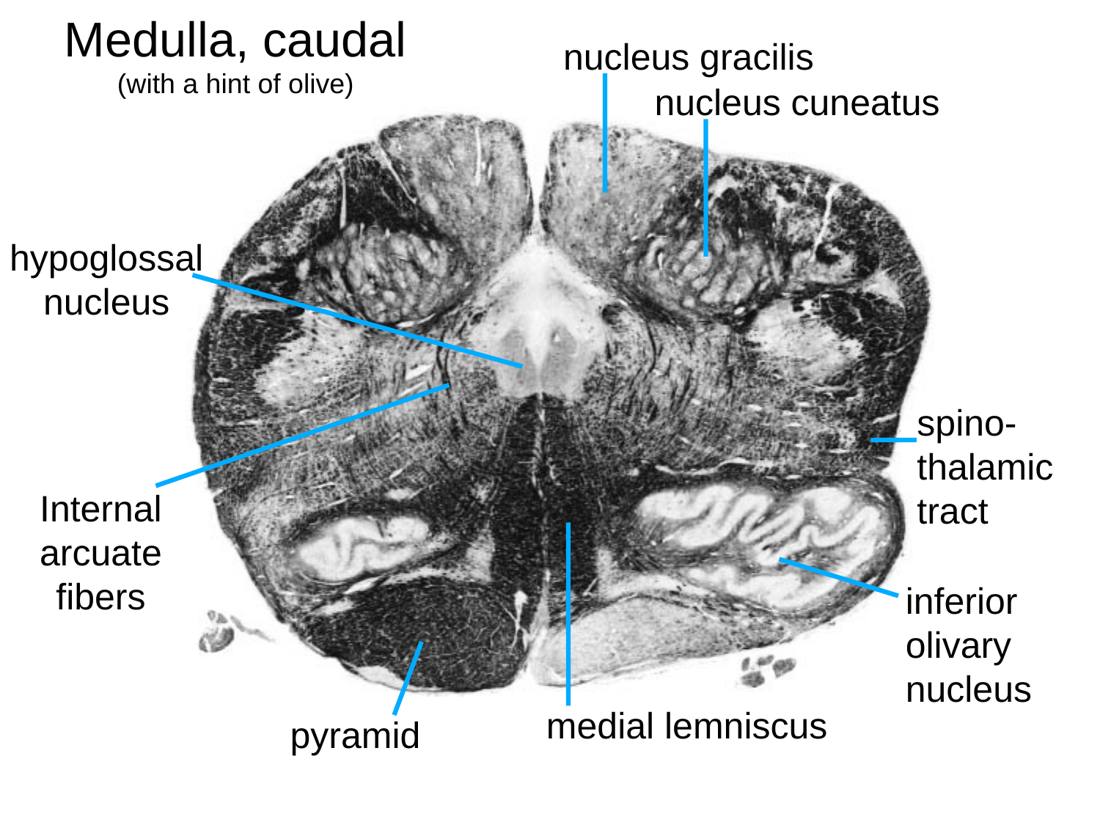 Medulla, caudal
(with a hint of olive)
nucleus gracilis
nucleus cuneatus
hypoglossal
nucleus
spino-
thalamic
tract
Internal
arcuate
fibers
inferior
olivary
nucleus
pyramid
medial lemniscus